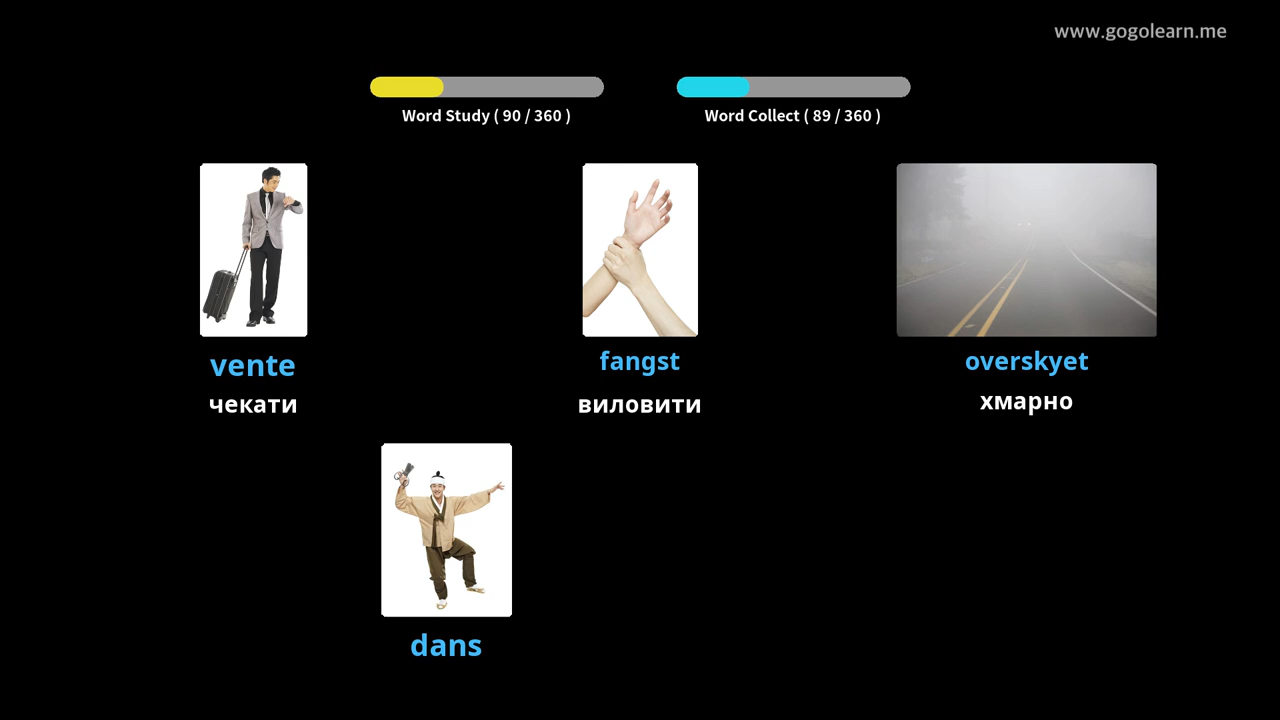 www.gogolearn.me
Word Study ( 90 / 360 )
Word Collect ( 89 / 360 )
vente
чекати
fangst
виловити
overskyet
хмарно
dans